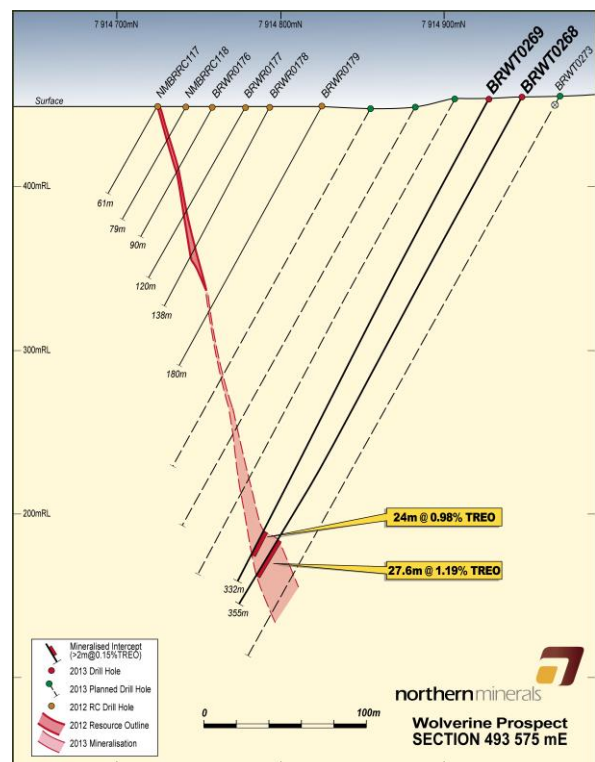 7 914 700
7 914 800
7 914 900
NMBRRC117
NMBRRC118
BRWR0176
BRWR0177
BRWR0178
BRWR0179
BRWT0269
BRWT0268
BRWT0273
Surface
400mRL
61m
79m
90m
120m
138m
300mRL
180m
200mRL
24m @ 0.98% TREO
27.6m @ 1.19% TREO
332m
355m
Mineralised Intercept
(>2m@0.15%TREO)
2013 Drill Hole
2013 Planned Drill Hole
2012 RC Drill Hole
2012 Resource Outline
2013 Mineralisation
northernminerals
0 100m
Wolverine Prospect
SECTION 493 575 mE